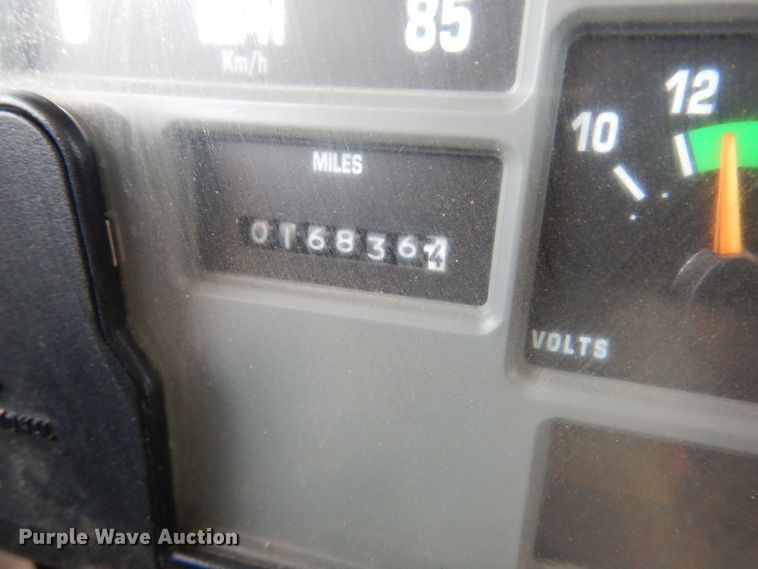 85
Km/h
MILES
0168364
10
12
VOLTS
Purple Wave Auction